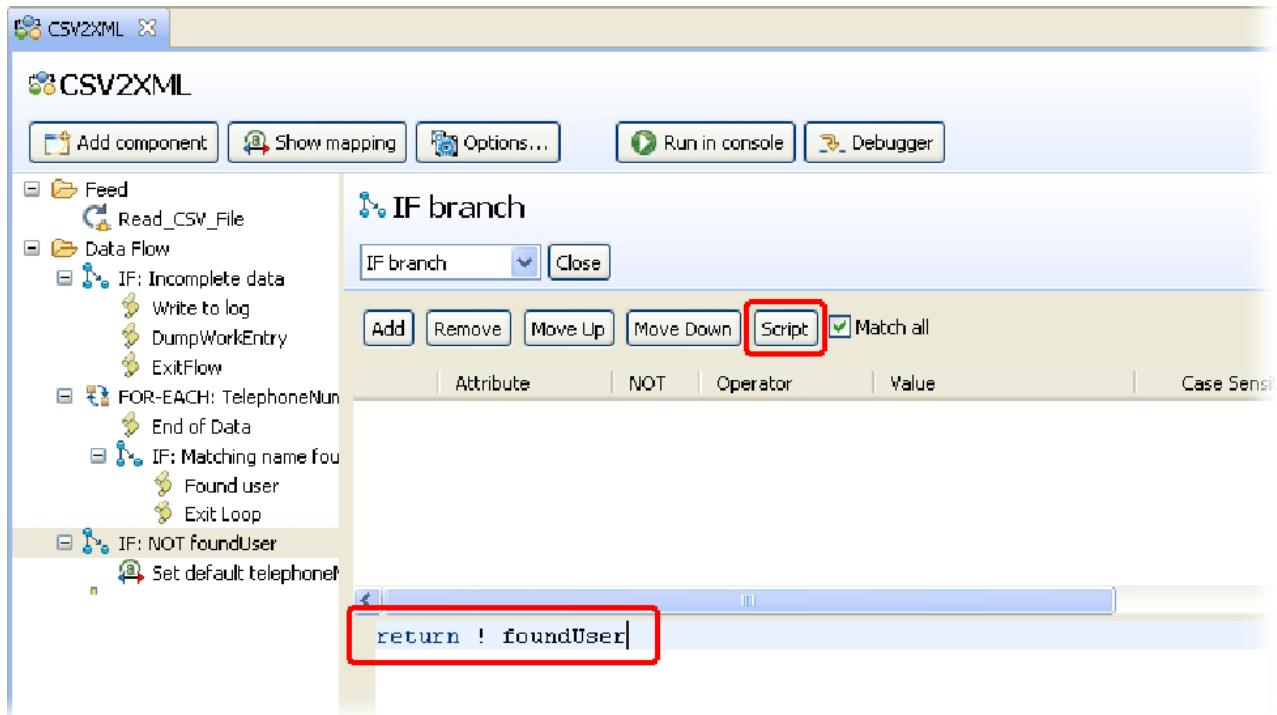 CSV2XML
CSV2XML
Add component Show mapping Options... Run in console Debugger
Feed
Read_CSV_File
Data Flow
IF: Incomplete data
Write to log
DumpWorkEntry
ExitFlow
FOR-EACH: TelephoneNum
End of Data
IF: Matching name fou
Found user
Exit Loop
IF: NOT foundUser
Set default telephoneN
IF branch
IF branch Close
Add Remove Move Up Move Down Script Match all
Attribute NOT Operator Value Case Sensi
return ! foundUser